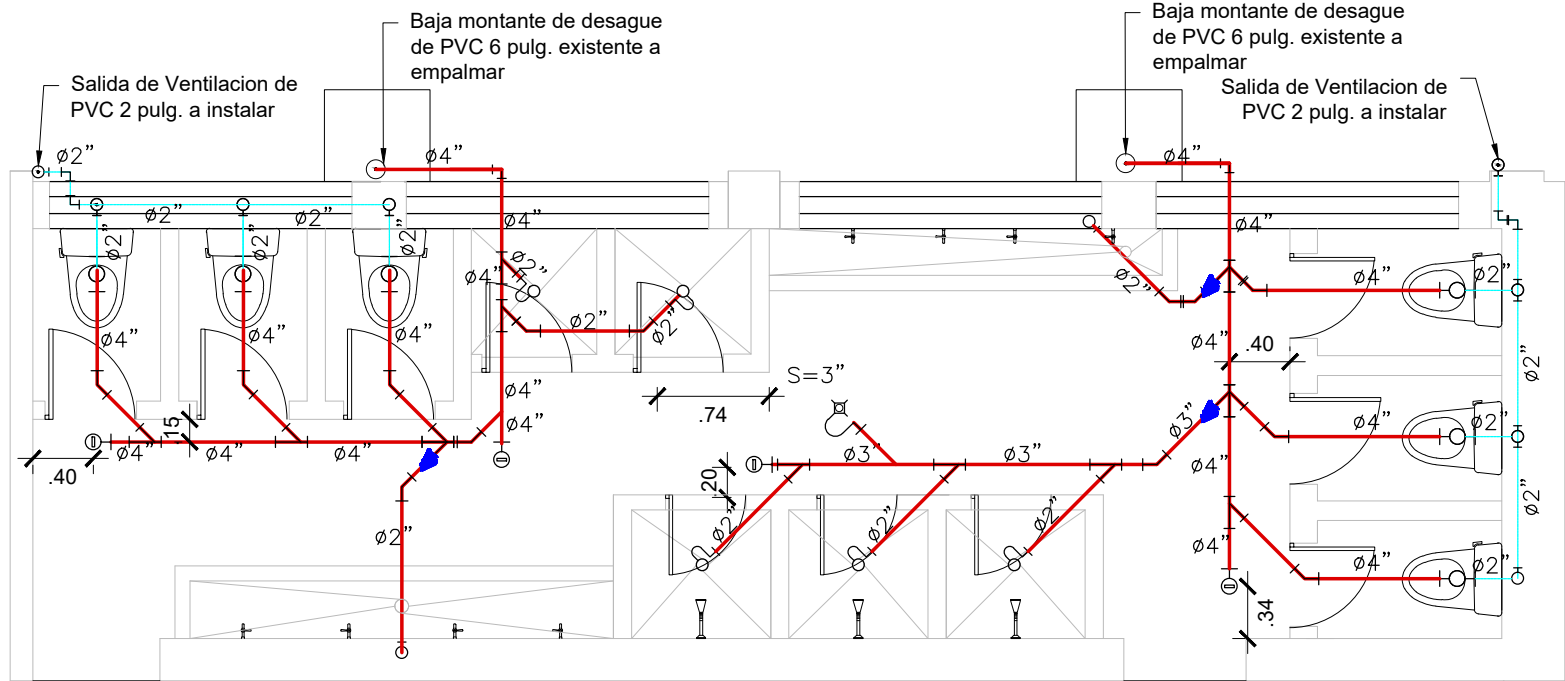 Baja montante de desague
de PVC 6 pulg. existente a
empalmar
Baja montante de desague
de PVC 6 pulg. existente a
empalmar
Salida de Ventilacion de
PVC 2 pulg. a instalar
Salida de Ventilacion de
PVC 2 pulg. a instalar
ø2”
ø4”
ø4”
ø2”
ø2”
ø4”
ø4”
ø2”
ø2”
ø2”
ø2”
ø4”
ø2”
ø2”
ø4”
ø2”
ø4”
ø4”
ø4”
ø2”
ø2”
ø4”
.40
ø2”
S=3”
ø4”
.74
ø4”
.15
ø4”
ø3”
ø4”
ø2”
ø4”
ø4”
ø4”
ø3”
ø3”
.40
.20
ø4”
ø2”
ø2”
ø2”
ø2”
ø2”
ø4”
ø4”
ø2”
.34